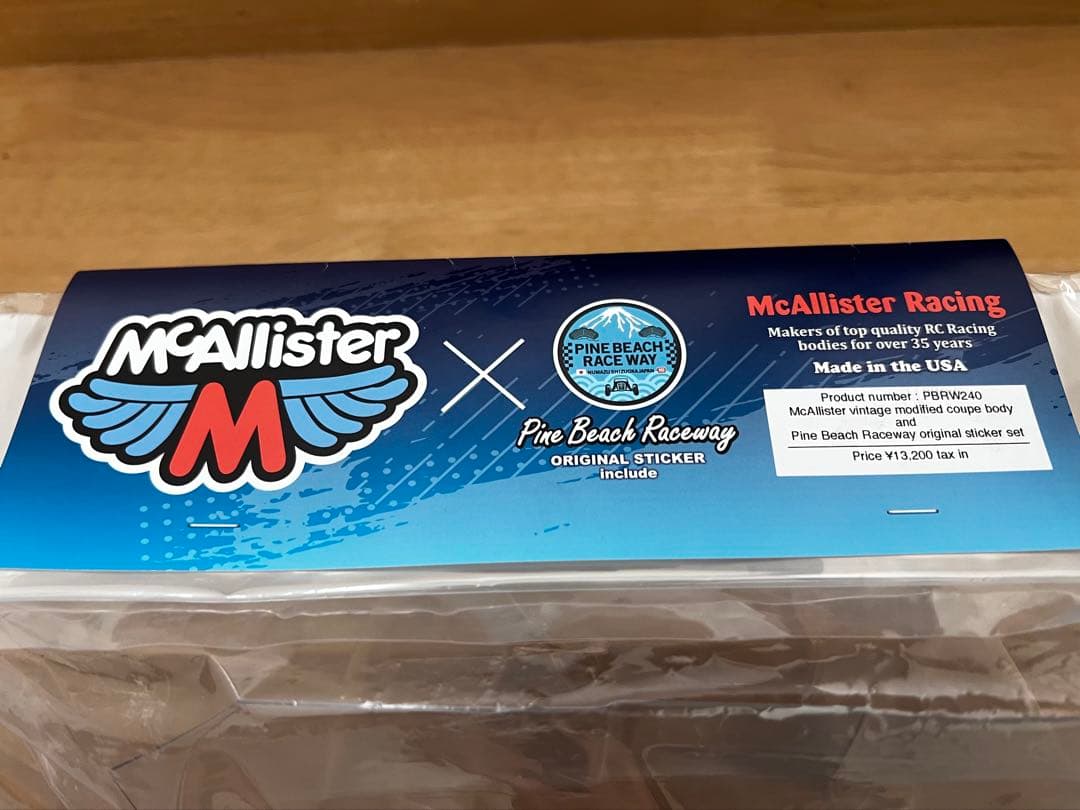 McAllister
M
PINE BEACH
RACE WAY
NUMAZU SHIZUOKA JAPAN
Pine Beach Raceway
ORIGINAL STICKER
include
McAllister Racing
Makers of top quality RC Racing
bodies for over 35 years
Made in the USA
Product number : PBRW240
McAllister vintage modified coupe body
and
Pine Beach Raceway original sticker set
Price ¥13,200 tax in